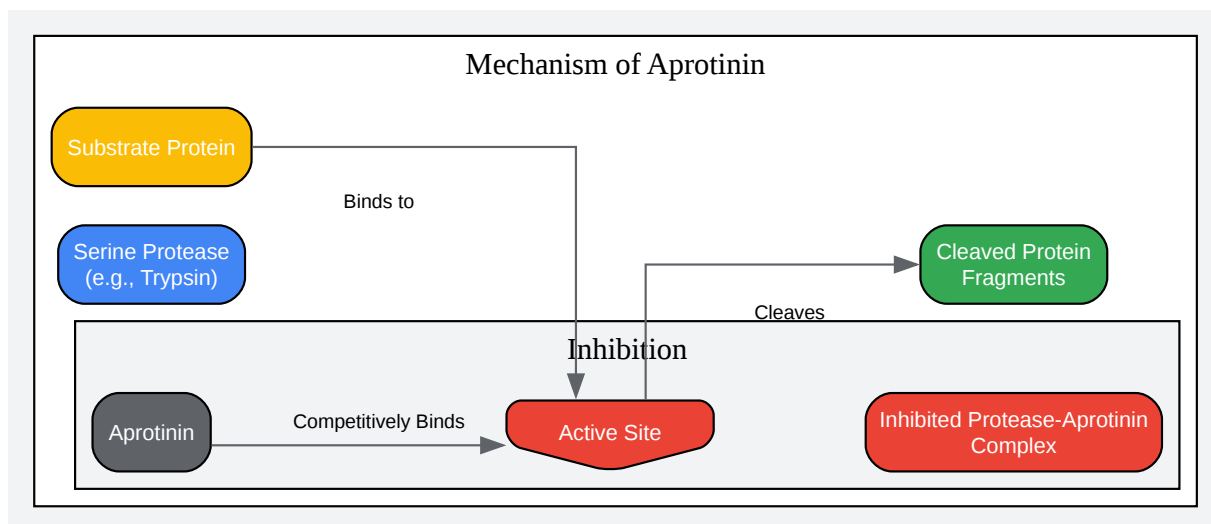 Mechanism of Aprotinin
Substrate Protein
Binds to
Serine Protease
(e.g., Trypsin)
Cleaved Protein
Fragments
Cleaves
Inhibition
Aprotinin
Competitively Binds
Active Site
Inhibited Protease-Aprotinin
Complex